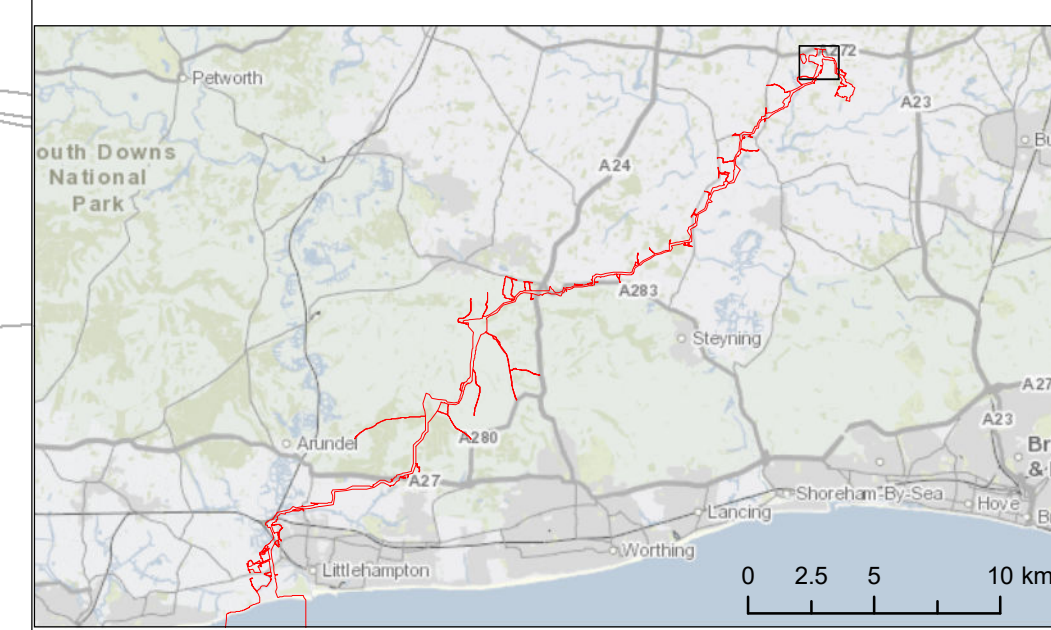 A272
Petworth
A23
Bu
outh Downs
National
Park
A24
A283
Steyning
A27
A23
Arundel
A280
Br
&
A27
Shoreham-By-Sea
Hove
B
Lancing
Worthing
Littlehampton
0 2.5 5 10 km